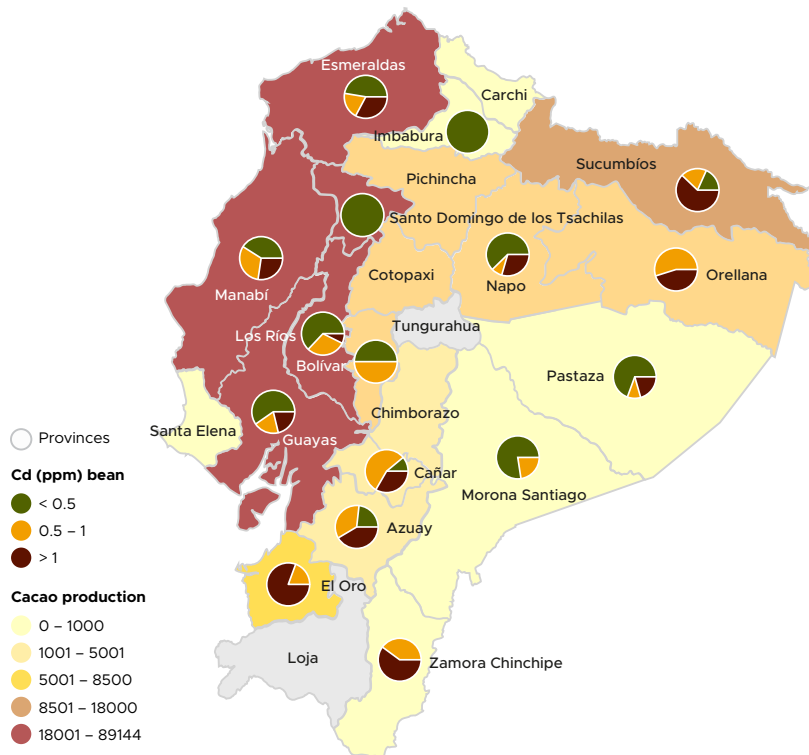 Esmeraldas
Carchi
Imbabura
Sucumbíos
Pichincha
Santo Domingo de los Tsachilas
Cotopaxi
Napo
Orellana
Manabí
Tungurahua
Los Ríos
Bolívar
Pastaza
Chimborazo
Santa Elena
Guayas
Cañar
Morona Santiago
Azuay
El Oro
Loja
Zamora Chinchipe
Provinces
Cd (ppm) bean
< 0.5
0.5 – 1
> 1
Cacao production
0 – 1000
1001 – 5001
5001 – 8500
8501 – 18000
18001 – 89144